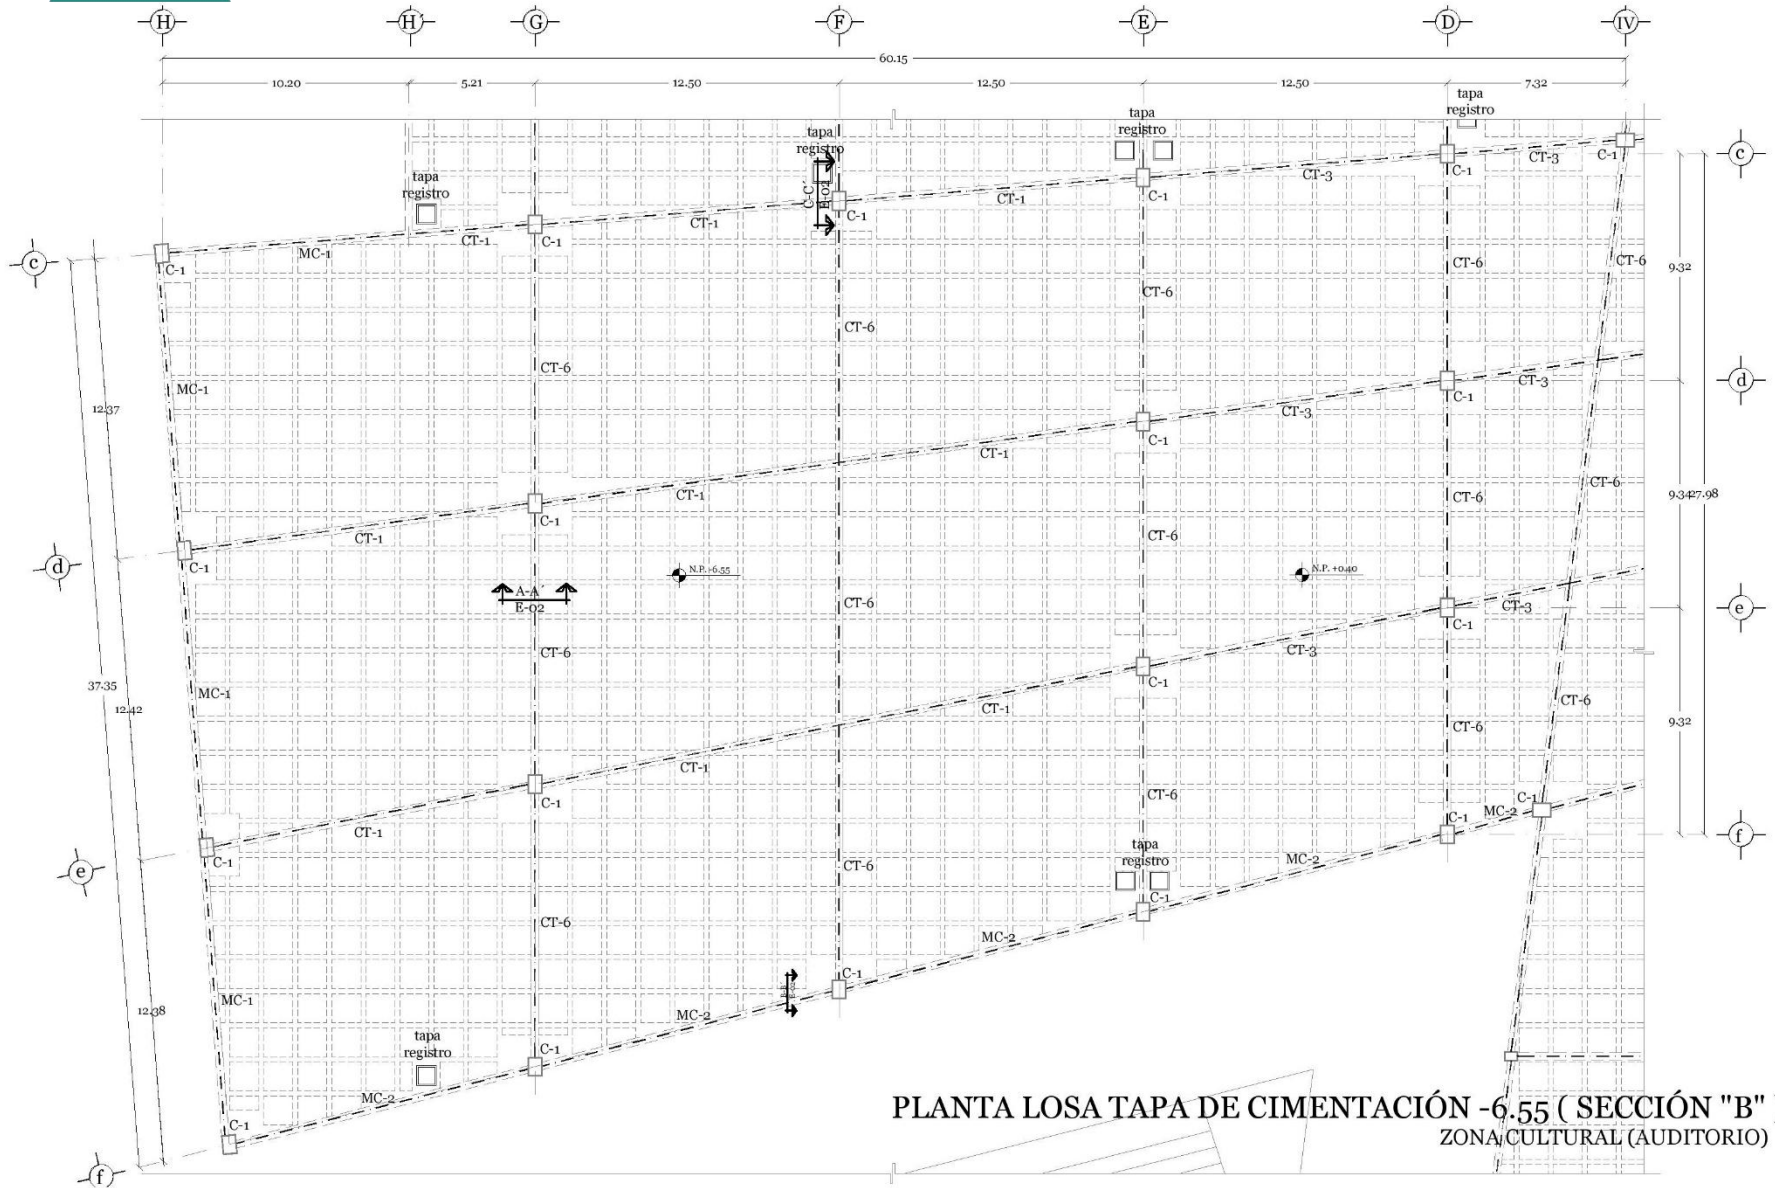 H H' G F E D IV
60.15
10.20 5.21 12.50 12.50 12.50 7.32
tapa
registro
tapa
registro
tapa
registro
tapa
registro
C-C'
E-02
c
C-1 MC-1 CT-1 C-1 CT-1 C-1 CT-1 C-1 CT-3 C-1 CT-3 C-1
c
CT-6 CT-6 CT-6 CT-6 CT-6
9.32
12.37
MC-1
d
C-1 CT-1 C-1 CT-1 CT-1 C-1 CT-3 C-1 CT-3
d
CT-6 CT-6 CT-6 CT-6 CT-6
9.34
27.98
N.P.-6.55
N.P. +0.40
A-A´
E-02
37.35
12.42
MC-1
e
C-1 CT-1 C-1 CT-1 CT-1 C-1 CT-3 C-1 CT-3
e
CT-6 CT-6 CT-6 CT-6 CT-6
9.32
tapa
registro
12.38
MC-1
f
C-1 MC-2 C-1 MC-2 C-1 MC-2 C-1 MC-2 C-1 MC-2 C-1
f
tapa
registro
PLANTA LOSA TAPA DE CIMENTACIÓN -6.55 ( SECCIÓN "B"
ZONA CULTURAL (AUDITORIO)